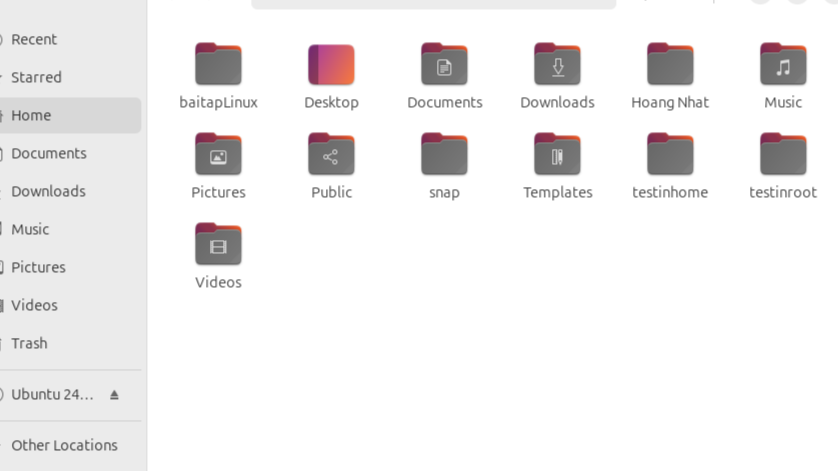 Recent
Starred
Home
Documents
Downloads
Music
Pictures
Videos
Trash
Ubuntu 24...
Other Locations
baitapLinux Desktop Documents Downloads Hoang Nhat Music
Pictures Public snap Templates testinhome testinroot
Videos